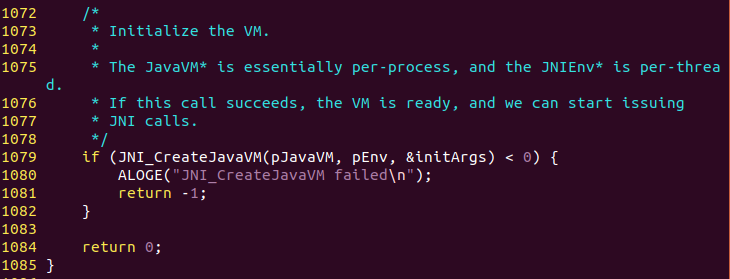 1072     /*
1073      * Initialize the VM.
1074      *
1075      * The JavaVM* is essentially per-process, and the JNIEnv* is per-threa
d.
1076      * If this call succeeds, the VM is ready, and we can start issuing
1077      * JNI calls.
1078      */
1079     if (JNI_CreateJavaVM(pJavaVM, pEnv, &initArgs) < 0) {
1080         ALOGE("JNI_CreateJavaVM failed\n");
1081         return -1;
1082     }
1083
1084     return 0;
1085 }